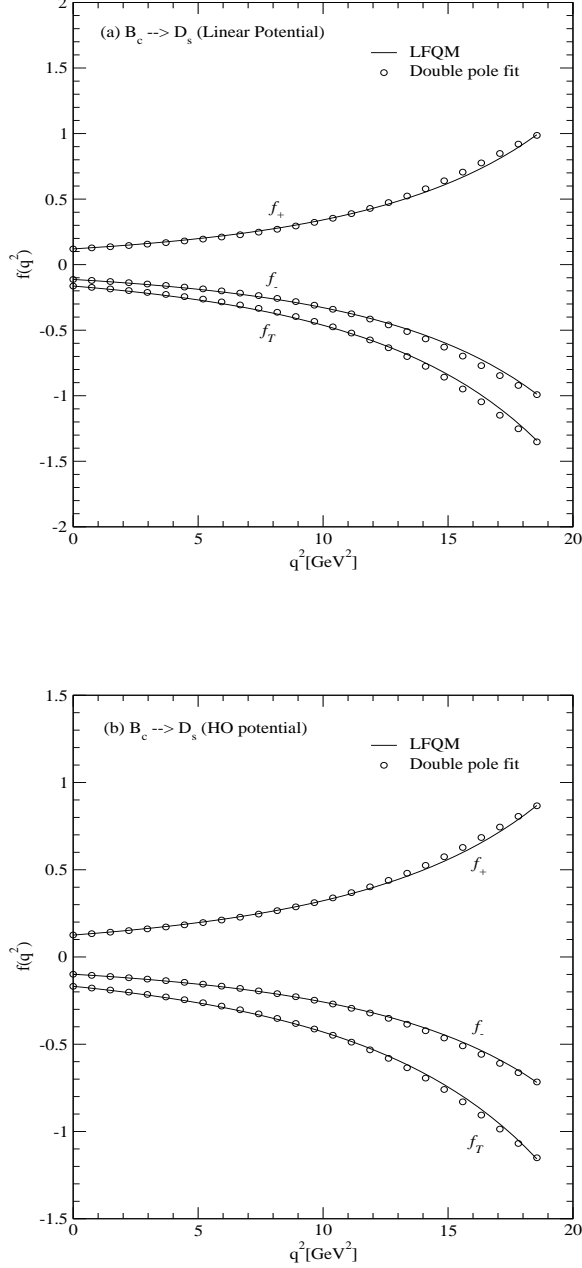 2
(a) B_c --> D_s (Linear Potential)
LFQM
Double pole fit
1.5
1
0.5
0
-0.5
-1
-1.5
-2
f(q^2)
f_+
f_-
f_T
0 5 10 15 20
q^2[GeV^2]
1.5
(b) B_c --> D_s (HO potential)
LFQM
Double pole fit
1
0.5
0
-0.5
-1
-1.5
f(q^2)
f_+
f_-
f_T
0 5 10 15 20
q^2[GeV^2]